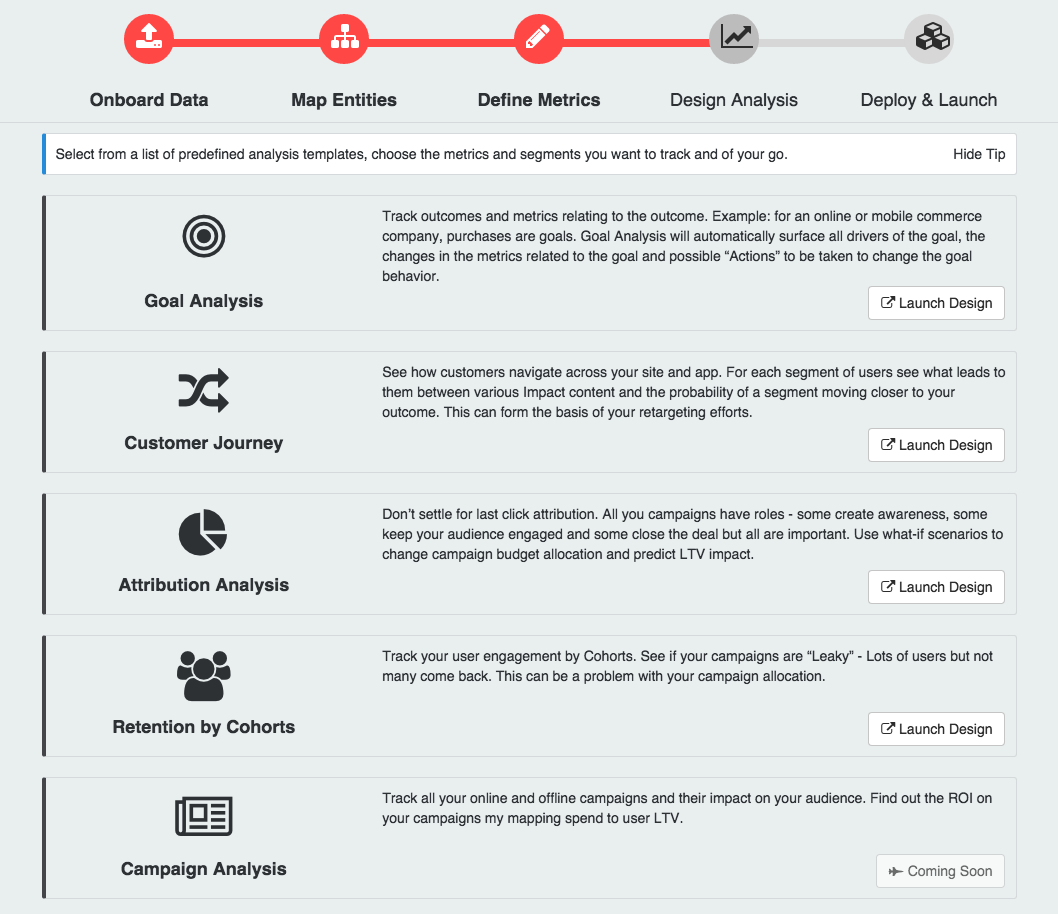 Onboard Data
Map Entities
Define Metrics
Design Analysis
Deploy & Launch
Select from a list of predefined analysis templates, choose the metrics and segments you want to track and of your go.
Hide Tip
Goal Analysis
Track outcomes and metrics relating to the outcome. Example: for an online or mobile commerce
company, purchases are goals. Goal Analysis will automatically surface all drivers of the goal, the
changes in the metrics related to the goal and possible “Actions” to be taken to change the goal
behavior.
Launch Design
Customer Journey
See how customers navigate across your site and app. For each segment of users see what leads to
them between various Impact content and the probability of a segment moving closer to your
outcome. This can form the basis of your retargeting efforts.
Launch Design
Attribution Analysis
Don’t settle for last click attribution. All you campaigns have roles - some create awareness, some
keep your audience engaged and some close the deal but all are important. Use what-if scenarios to
change campaign budget allocation and predict LTV impact.
Launch Design
Retention by Cohorts
Track your user engagement by Cohorts. See if your campaigns are “Leaky” - Lots of users but not
many come back. This can be a problem with your campaign allocation.
Launch Design
Campaign Analysis
Track all your online and offline campaigns and their impact on your audience. Find out the ROI on
your campaigns my mapping spend to user LTV.
Coming Soon